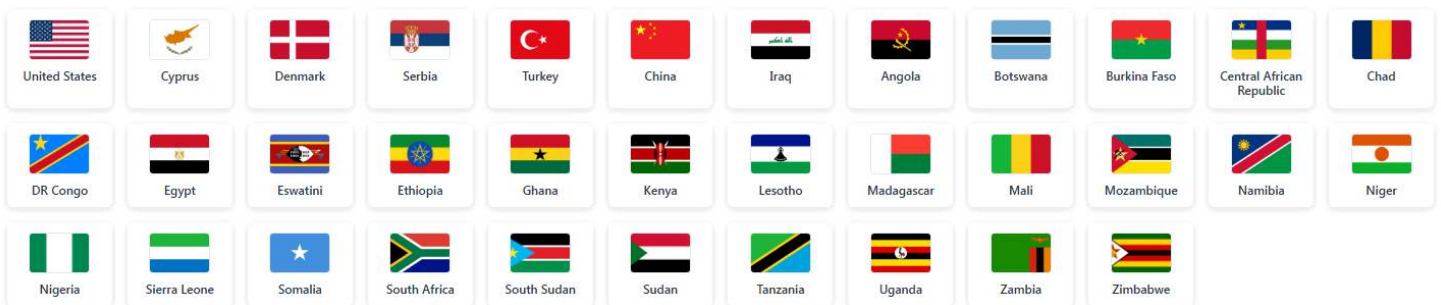 United States
Cyprus
Denmark
Serbia
Turkey
China
Iraq
Angola
Botswana
Burkina Faso
Central African
Republic
Chad
DR Congo
Egypt
Eswatini
Ethiopia
Ghana
Kenya
Lesotho
Madagascar
Mali
Mozambique
Namibia
Niger
Nigeria
Sierra Leone
Somalia
South Africa
South Sudan
Sudan
Tanzania
Uganda
Zambia
Zimbabwe